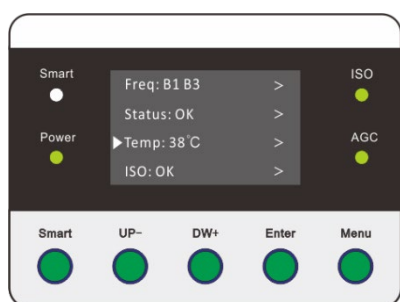 Smart
ISO
Power
AGC
Freq: B1 B3 >
Status: OK >
Temp: 38℃ >
ISO: OK >
Smart UP- DW+ Enter Menu